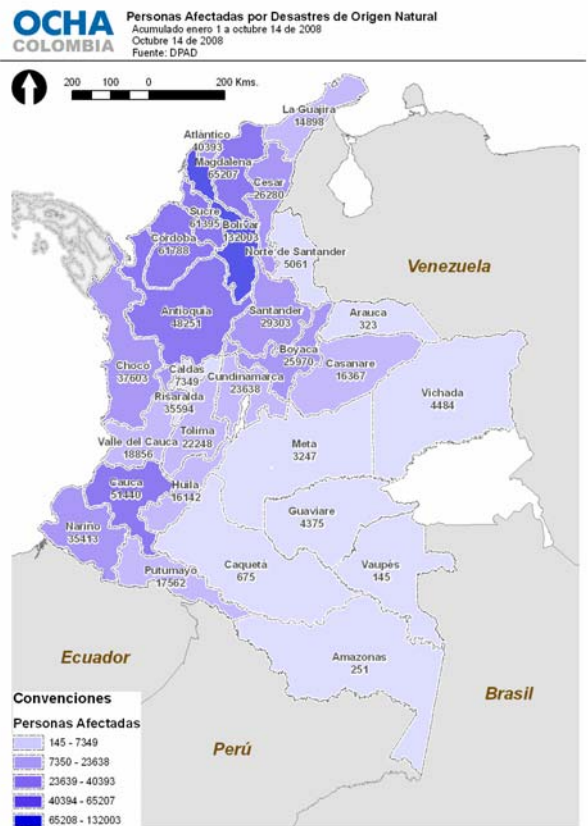 OCHA
COLOMBIA
Personas Afectadas por Desastres de Origen Natural
Acumulado enero 1 a octubre 14 de 2008
Octubre 14 de 2008
Fuente: DPAD
200 100 0 200 Kms.
La Guajira
14898
Atlántico
40393
Magdalena
65207
Cesar
26280
Sucre
61395
Bolívar
132003
Córdoba
61788
Norte de Santander
5061
Venezuela
Antioquia
48251
Santander
29303
Arauca
323
Boyaca
25970
Chocó
37603
Caldas
7349
Cundinamarca
23638
Casanare
16367
Risaralda
35594
Vichada
4484
Tolima
22248
Valle del Cauca
18856
Meta
3247
Cauca
51440
Huila
16142
Guaviare
4375
Nariño
35413
Caquetá
675
Vaupés
145
Putumayo
17562
Amazonas
251
Ecuador
Brasil
Perú
Convenciones
Personas Afectadas
145 - 7349
7350 - 23638
23639 - 40393
40394 - 65207
65208 - 132003